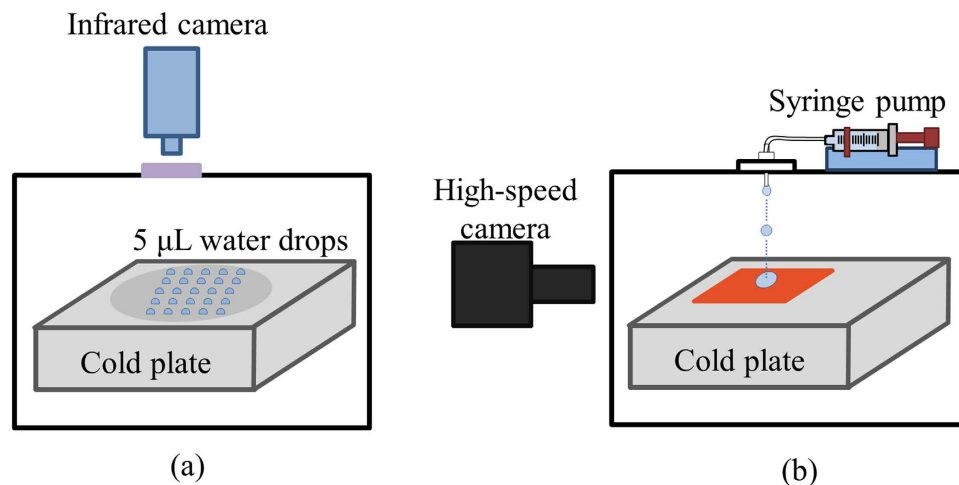 Infrared camera
5 μL water drops
Cold plate
(a)
Syringe pump
High-speed
camera
Cold plate
(b)